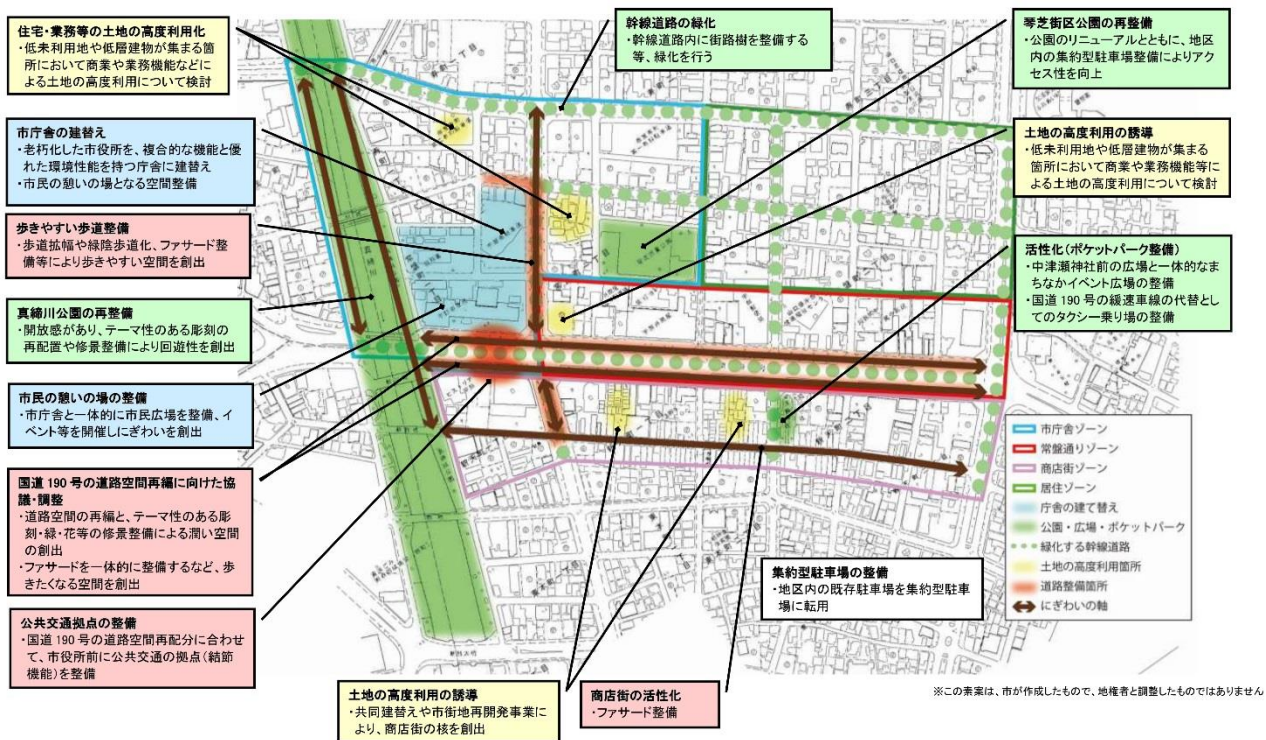 住宅・業務等の土地の高度利用化
・低未利用地や低層建物が集まる箇
所において商業や業務機能などに
よる土地の高度利用について検討
市庁舎の建替え
・老朽化した市役所を、複合的な機能と優
れた環境性能を持つ庁舎に建替え
・市民の憩いの場となる空間整備
歩きやすい歩道整備
・歩道拡幅や緑陰歩道化、ファサード整
備等により歩きやすい空間を創出
真締川公園の再整備
・開放感があり、テーマ性のある彫刻の
再配置や修景整備により回遊性を創出
市民の憩いの場の整備
・市庁舎と一体的に市民広場を整備、イ
ベント等を開催しにぎわいを創出
国道190号の道路空間再編に向けた協
議・調整
・道路空間の再編と、テーマ性のある彫
刻・緑・花等の修景整備による潤い空間
の創出
・ファサードを一体的に整備するなど、歩
きたくなる空間を創出
公共交通拠点の整備
・国道190号の道路空間再配分に合わせ
て、市役所前に公共交通の拠点(結節
機能)を整備
幹線道路の緑化
・幹線道路内に街路樹を整備する
等、緑化を行う
琴芝街区公園の再整備
・公園のリニューアルとともに、地区
内の集約型駐車場整備によりアク
セス性を向上
土地の高度利用の誘導
・低未利用地や低層建物が集まる
箇所において商業や業務機能等に
よる土地の高度利用について検討
活性化(ポケットパーク整備)
・中津瀬神社前の広場と一体的なま
ちなかイベント広場の整備
・国道190号の緩速車線の代替とし
てのタクシー乗り場の整備
真締川
市庁舎ゾーン
常盤通りゾーン
商店街ゾーン
居住ゾーン
庁舎の建て替え
公園・広場・ポケットパーク
緑化する幹線道路
土地の高度利用箇所
道路整備箇所
にぎわいの軸
集約型駐車場の整備
・地区内の既存駐車場を集約型駐車
場に転用
土地の高度利用の誘導
・共同建替えや市街地再開発事業に
より、商店街の核を創出
商店街の活性化
・ファサード整備
※この素案は、市が作成したもので、地権者と調整したものではありません